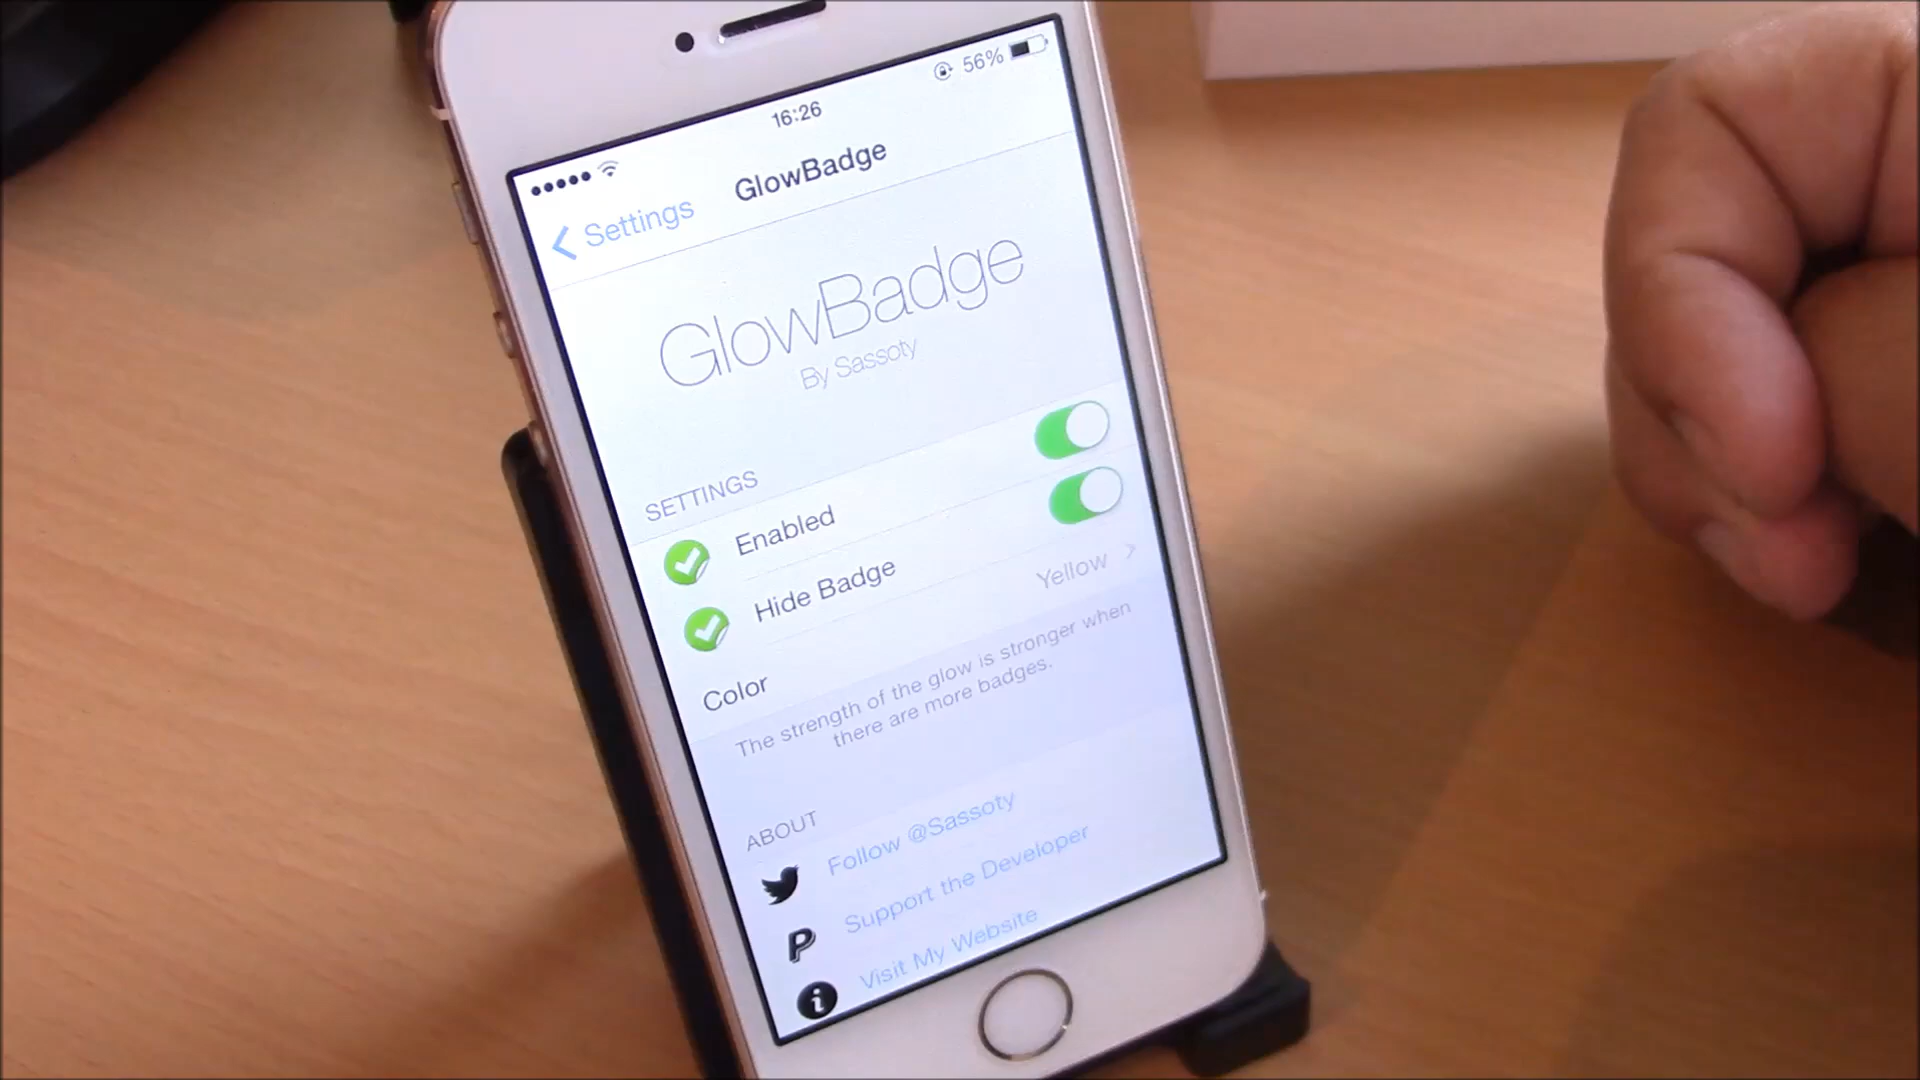 56%
16:26
Settings
GlowBadge
GlowBadge
By Sassoty
SETTINGS
Enabled
Hide Badge
Color
Yellow
The strength of the glow is stronger when
there are more badges.
ABOUT
Follow @Sassoty
Support the Developer
Visit My Website